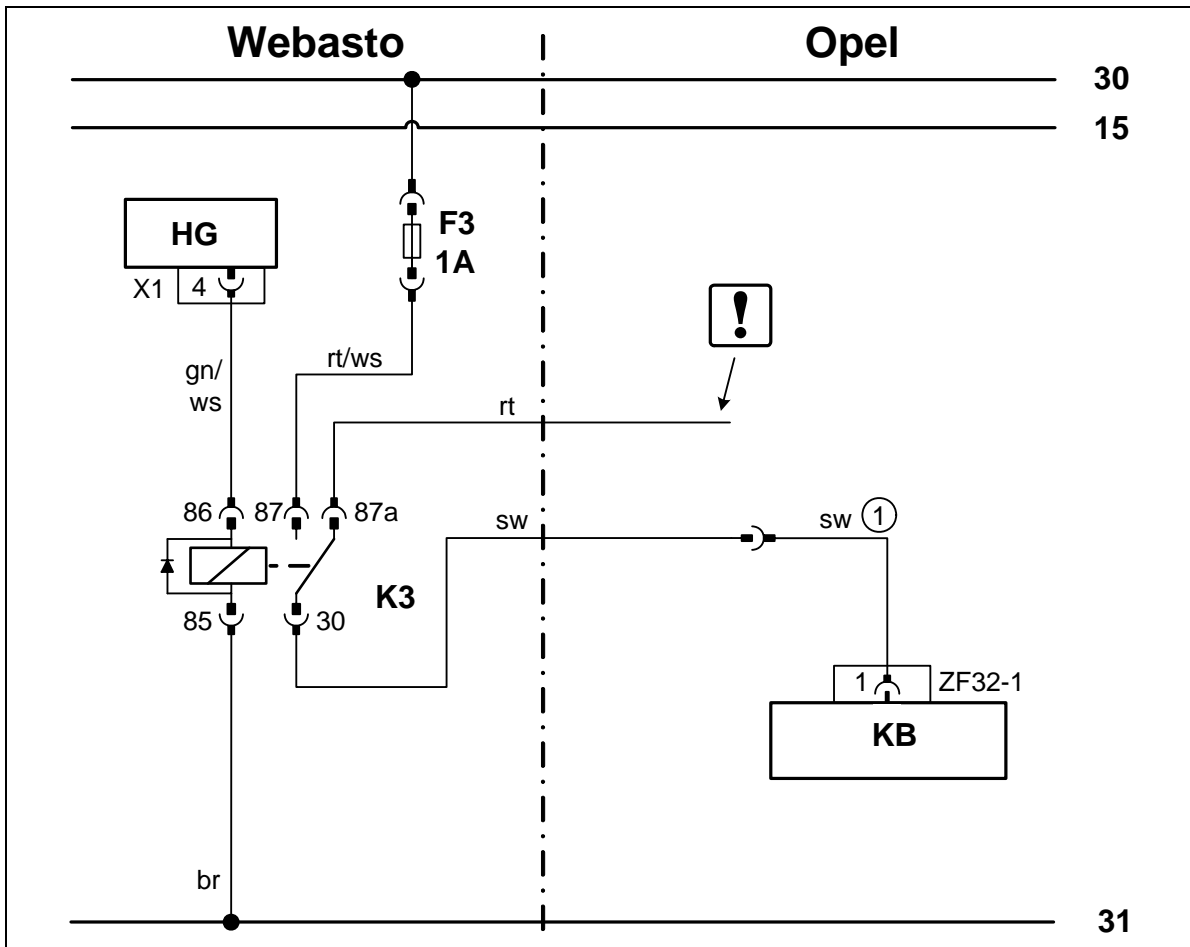 Webasto Opel
30
15
HG
F3
1A
X1 4
!
gn/
ws
rt/ws
rt
86 87 87a
sw
sw 1
K3
85 30
1 ZF32-1
KB
br
31